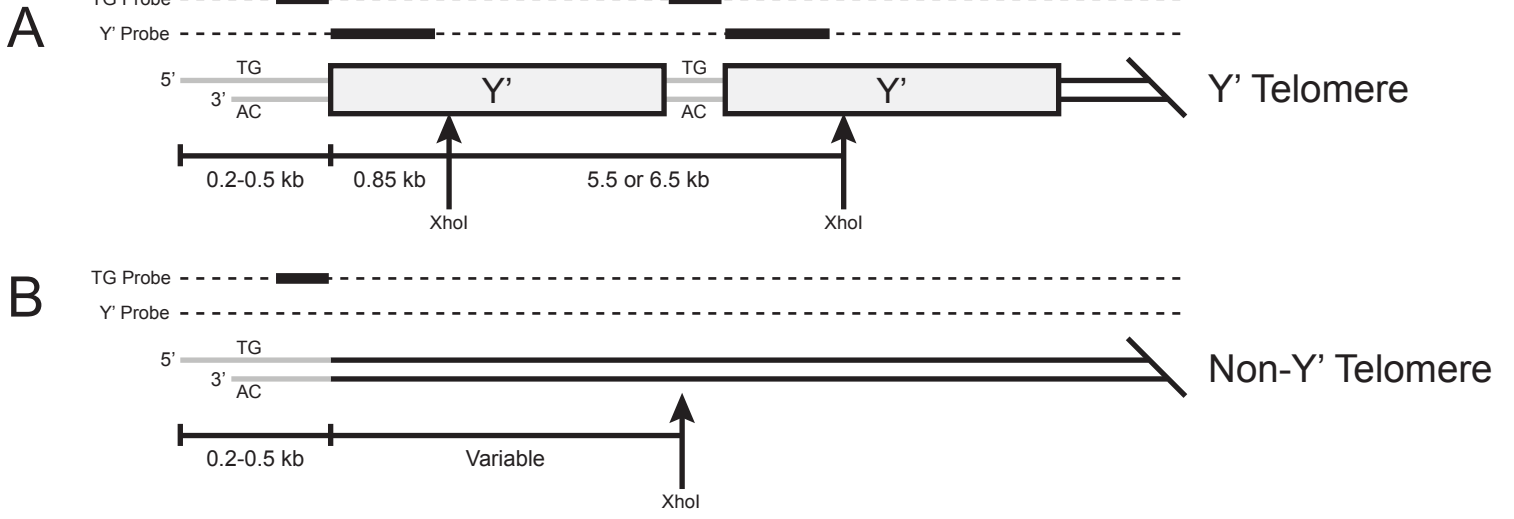 A
TG Probe
Y’ Probe
5’
TG
3’
AC
Y’
TG
AC
Y’
Y’ Telomere
0.2-0.5 kb
0.85 kb
5.5 or 6.5 kb
XhoI
XhoI
B
TG Probe
Y’ Probe
5’
TG
3’
AC
Non-Y’ Telomere
0.2-0.5 kb
Variable
XhoI